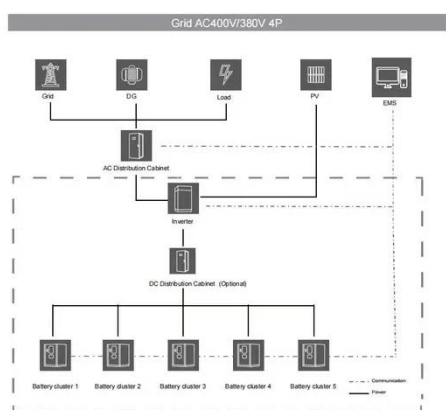 Grid AC400V/380V 4P
Grid
DG
Load
PV
EMS
AC Distribution Cabinet
Inverter
DC Distribution Cabinet (Optional)
Battery cluster 1
Battery cluster 2
Battery cluster 3
Battery cluster 4
Battery cluster 5
Communication
Power